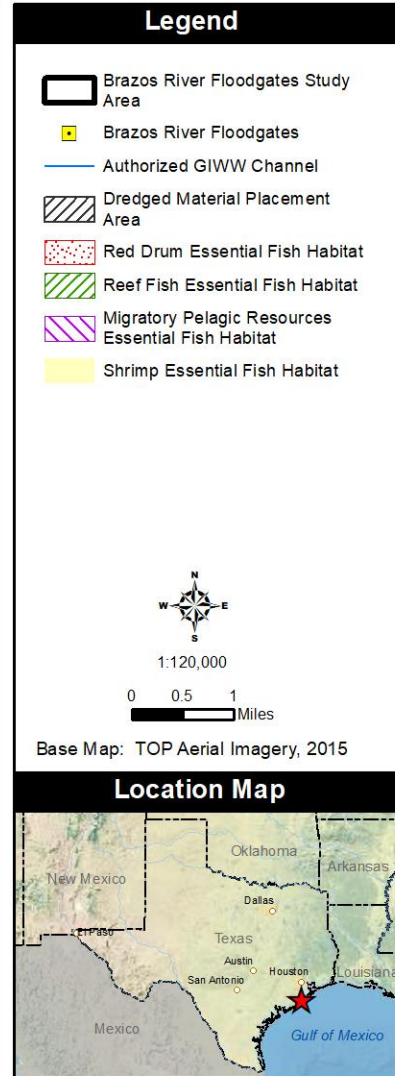 Legend
Brazos River Floodgates Study
Area
Brazos River Floodgates
Authorized GIWW Channel
Dredged Material Placement
Area
Red Drum Essential Fish Habitat
Reef Fish Essential Fish Habitat
Migratory Pelagic Resources
Essential Fish Habitat
Shrimp Essential Fish Habitat
N
W E
S
1:120,000
0 0.5 1
Miles
Base Map: TOP Aerial Imagery, 2015
Location Map
Oklahoma
Arkansas
New Mexico
Dallas
El Paso
Texas
Austin
Houston
Louisiana
San Antonio
Mexico
Gulf of Mexico